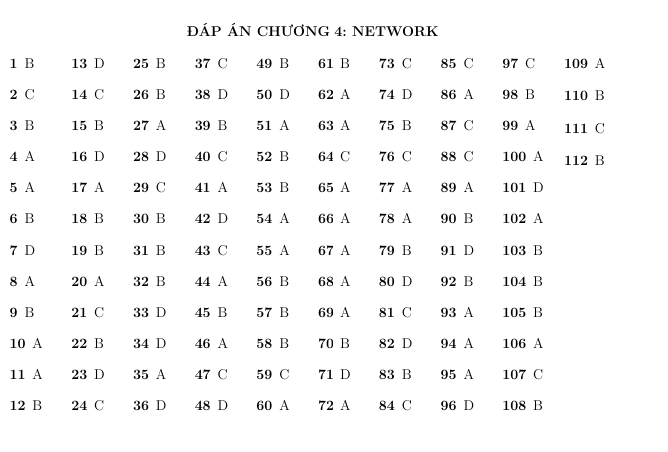 ĐÁP ÁN CHƯƠNG 4: NETWORK
1 B 13 D 25 B 37 C 49 B 61 B 73 C 85 C 97 C 109 A
2 C 14 C 26 B 38 D 50 D 62 A 74 D 86 A 98 B 110 B
3 B 15 B 27 A 39 B 51 A 63 A 75 B 87 C 99 A 111 C
4 A 16 D 28 D 40 C 52 B 64 C 76 C 88 C 100 A 112 B
5 A 17 A 29 C 41 A 53 B 65 A 77 A 89 A 101 D
6 B 18 B 30 B 42 D 54 A 66 A 78 A 90 B 102 A
7 D 19 B 31 B 43 C 55 A 67 A 79 B 91 D 103 B
8 A 20 A 32 B 44 A 56 B 68 A 80 D 92 B 104 B
9 B 21 C 33 D 45 B 57 B 69 A 81 C 93 A 105 B
10 A 22 B 34 D 46 A 58 B 70 B 82 D 94 A 106 A
11 A 23 D 35 A 47 C 59 C 71 D 83 B 95 A 107 C
12 B 24 C 36 D 48 D 60 A 72 A 84 C 96 D 108 B